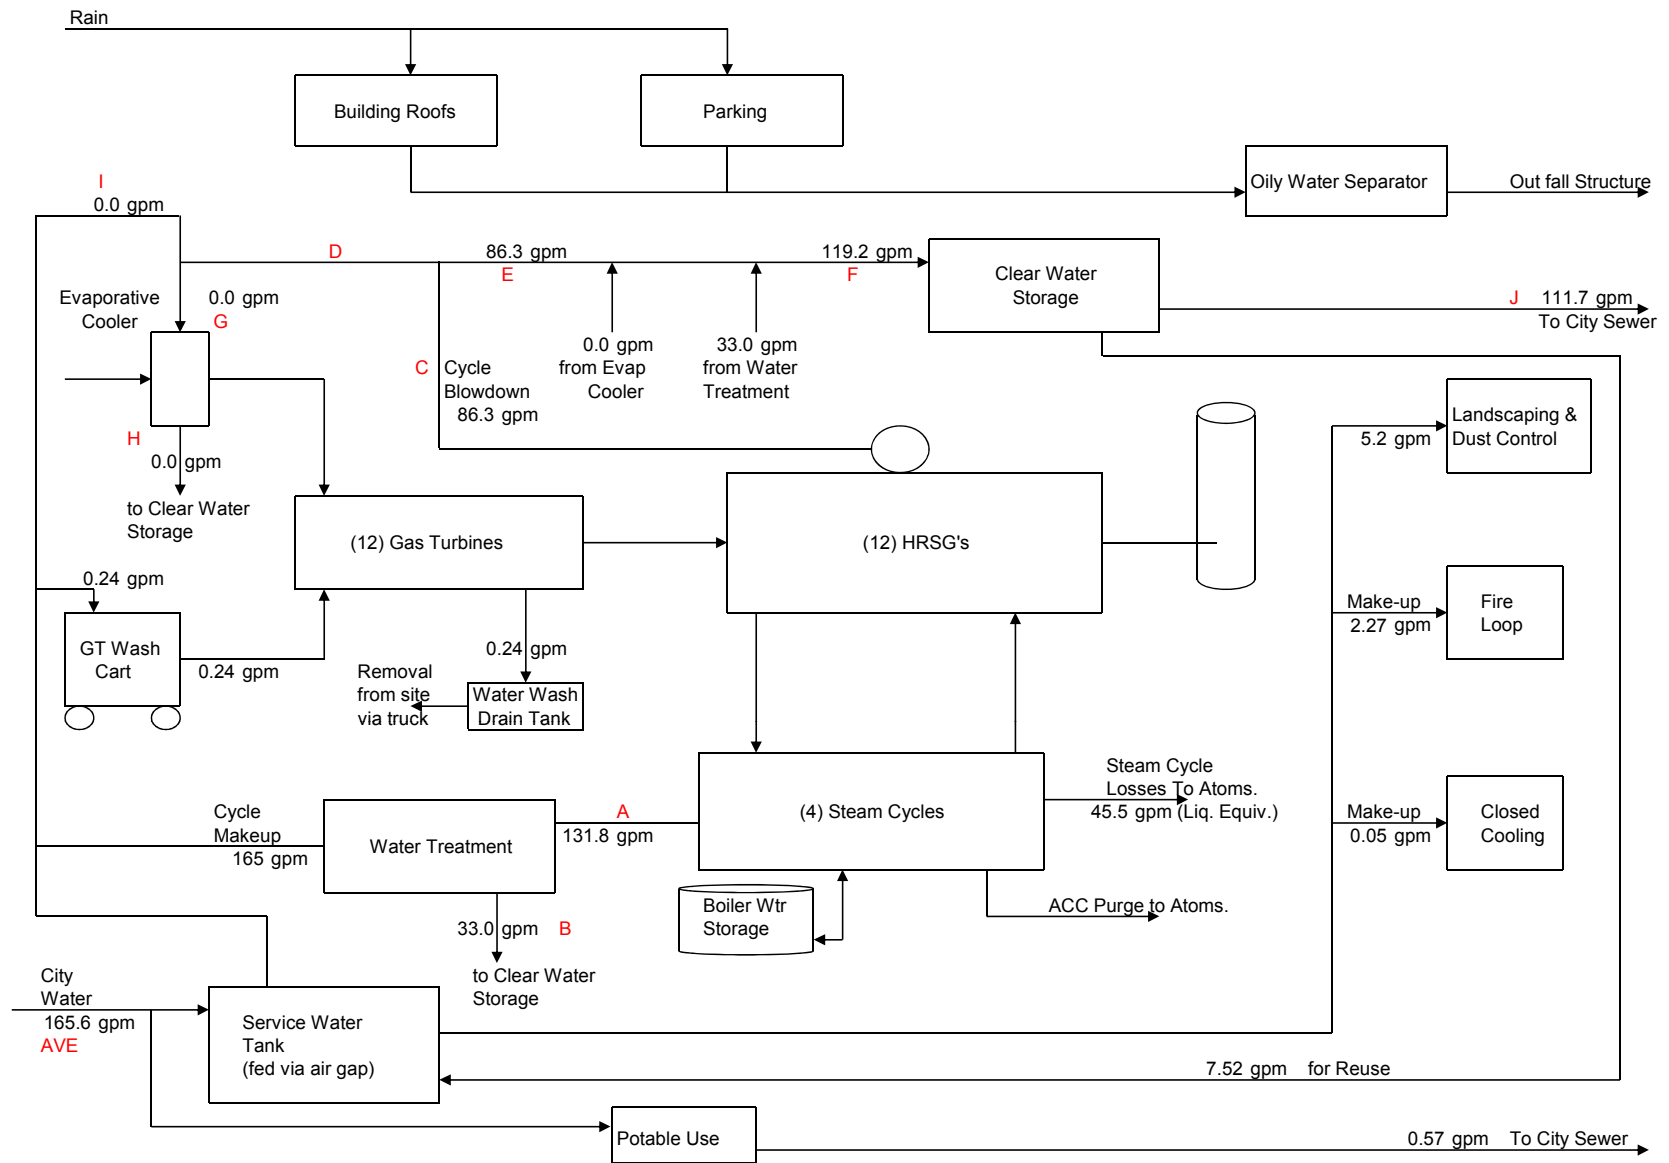 Rain
Building Roofs
Parking
Oily Water Separator
Out fall Structure
I
0.0 gpm
D
86.3 gpm
E
119.2 gpm
F
Clear Water
Storage
J 111.7 gpm
To City Sewer
Evaporative
Cooler
0.0 gpm
G
0.0 gpm
from Evap
Cooler
33.0 gpm
from Water
Treatment
C Cycle
Blowdown
86.3 gpm
H
0.0 gpm
to Clear Water
Storage
5.2 gpm
Landscaping &
Dust Control
(12) Gas Turbines
(12) HRSG's
0.24 gpm
GT Wash
Cart
0.24 gpm
0.24 gpm
Removal
from site
via truck
Water Wash
Drain Tank
Make-up
2.27 gpm
Fire
Loop
Cycle
Makeup
165 gpm
Water Treatment
A
131.8 gpm
(4) Steam Cycles
Steam Cycle
Losses To Atoms.
45.5 gpm (Liq. Equiv.)
Make-up
0.05 gpm
Closed
Cooling
33.0 gpm B
to Clear Water
Storage
Boiler Wtr
Storage
ACC Purge to Atoms.
City
Water
165.6 gpm
AVE
Service Water
Tank
(fed via air gap)
7.52 gpm for Reuse
Potable Use
0.57 gpm To City Sewer